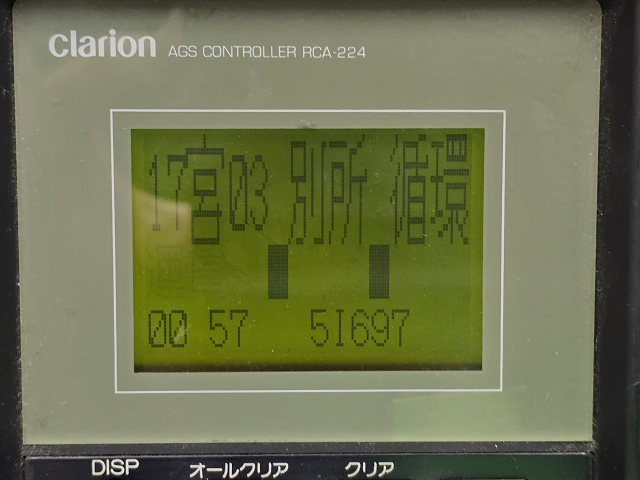 clarion AGS CONTROLLER RCA-224
17宮03 別所 循環
00 57 51697
DISP オールクリア クリア